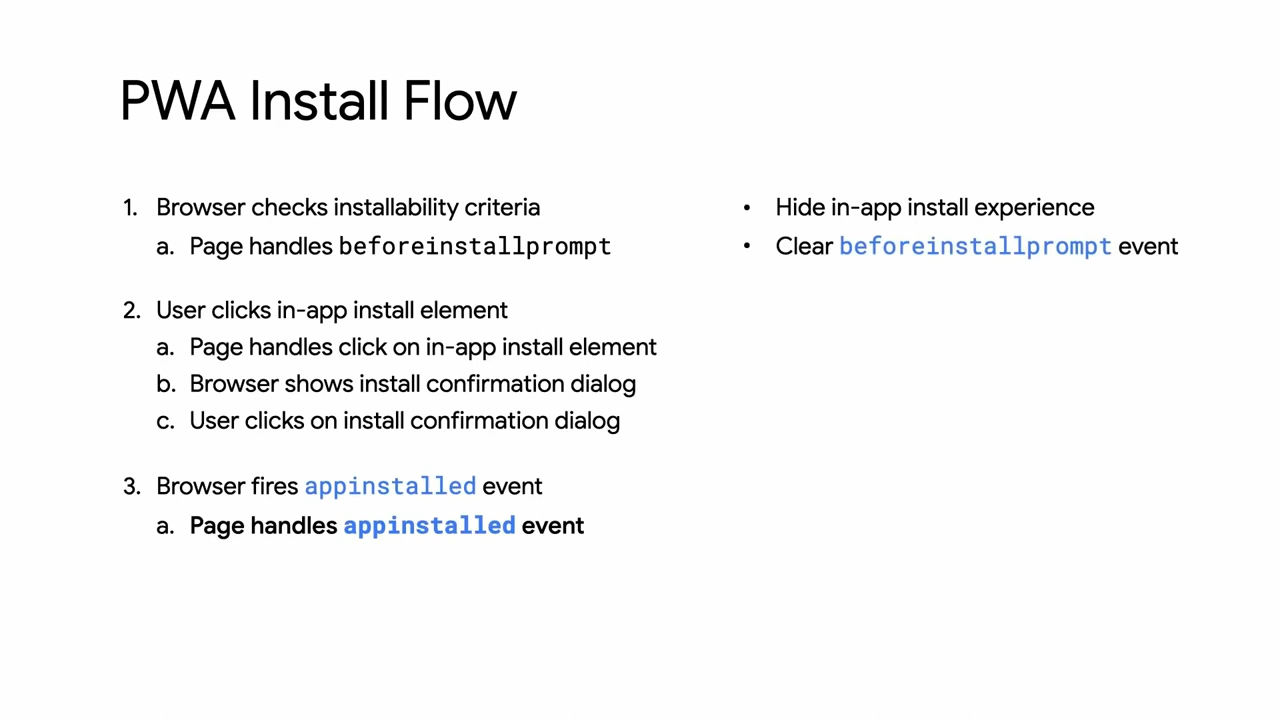 PWA Install Flow
1. Browser checks installability criteria
a. Page handles beforeinstallprompt
2. User clicks in-app install element
a. Page handles click on in-app install element
b. Browser shows install confirmation dialog
c. User clicks on install confirmation dialog
3. Browser fires appinstalled event
a. Page handles appinstalled event
• Hide in-app install experience
• Clear beforeinstallprompt event